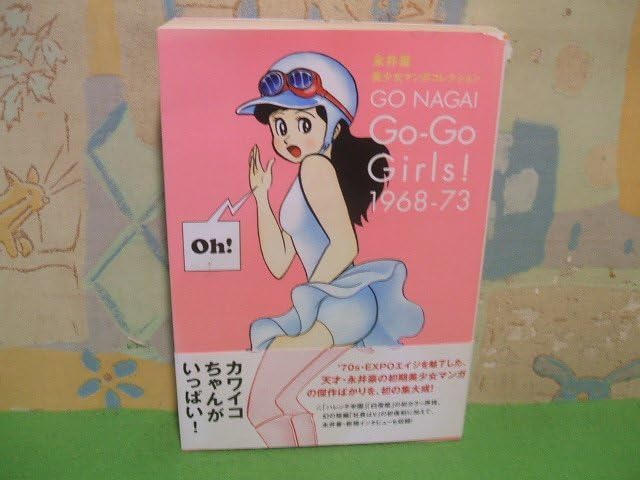 永井豪
美少女マンガコレクション
GO NAGAI
Go-Go
Girls!
1968-73
Oh!
カワイコ
ちゃんが
いっぱい!
'70s・EXPOエイジを魅了した、
天才・永井豪の初期美少女マンガ
の傑作ばかりを、初の集大成!